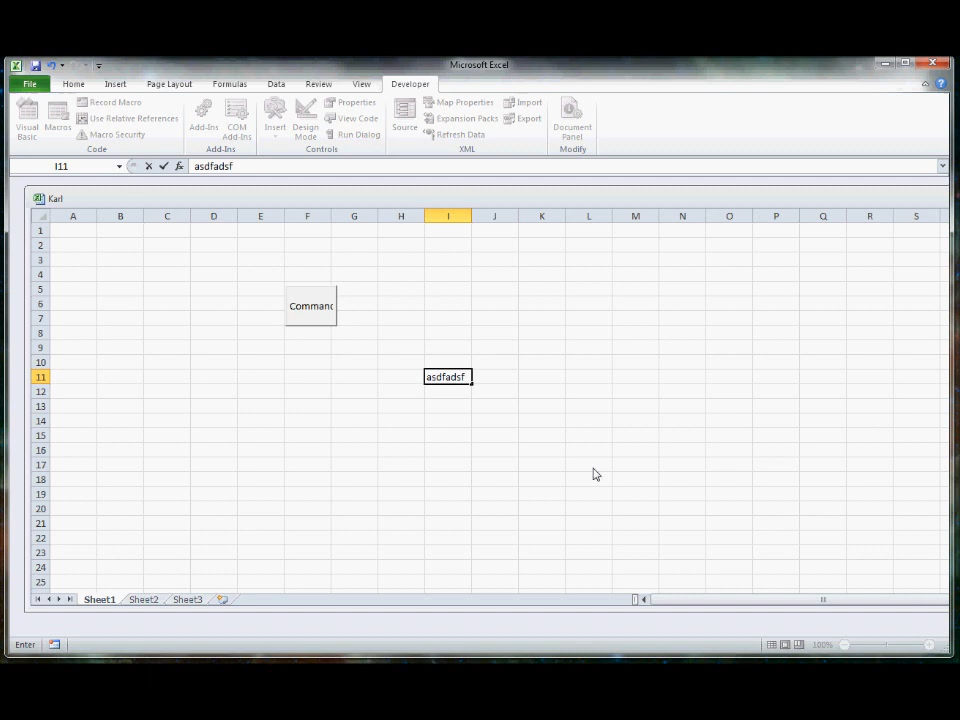 Microsoft Excel
File Home Insert Page Layout Formulas Data Review View Developer
Visual Basic Macros Record Macro Use Relative References Macro Security Add-Ins COM Add-Ins Insert Design Mode Properties View Code Run Dialog Source Map Properties Expansion Packs Refresh Data Import Export Document Panel
Code Add-Ins Controls XML Modify
I11 fx asdfadsf
Karl
A B C D E F G H I J K L M N O P Q R S
1
2
3
4
5
6 Command
7
8
9
10
11 asdfadsf
12
13
14
15
16
17
18
19
20
21
22
23
24
25
Sheet1 Sheet2 Sheet3
Enter 100%